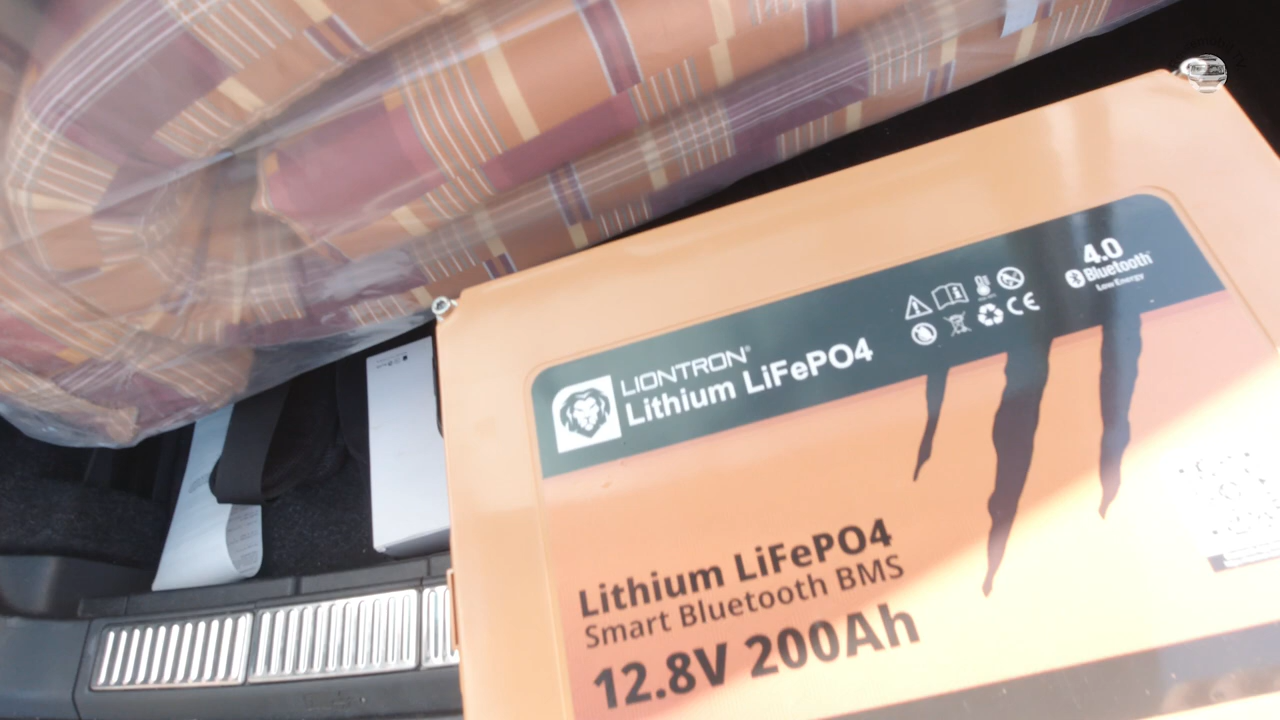 LIONTRON®
Lithium LiFePO4
4.0
Bluetooth
Low Energy
CE
Lithium LiFePO4
Smart Bluetooth BMS
12.8V 200Ah